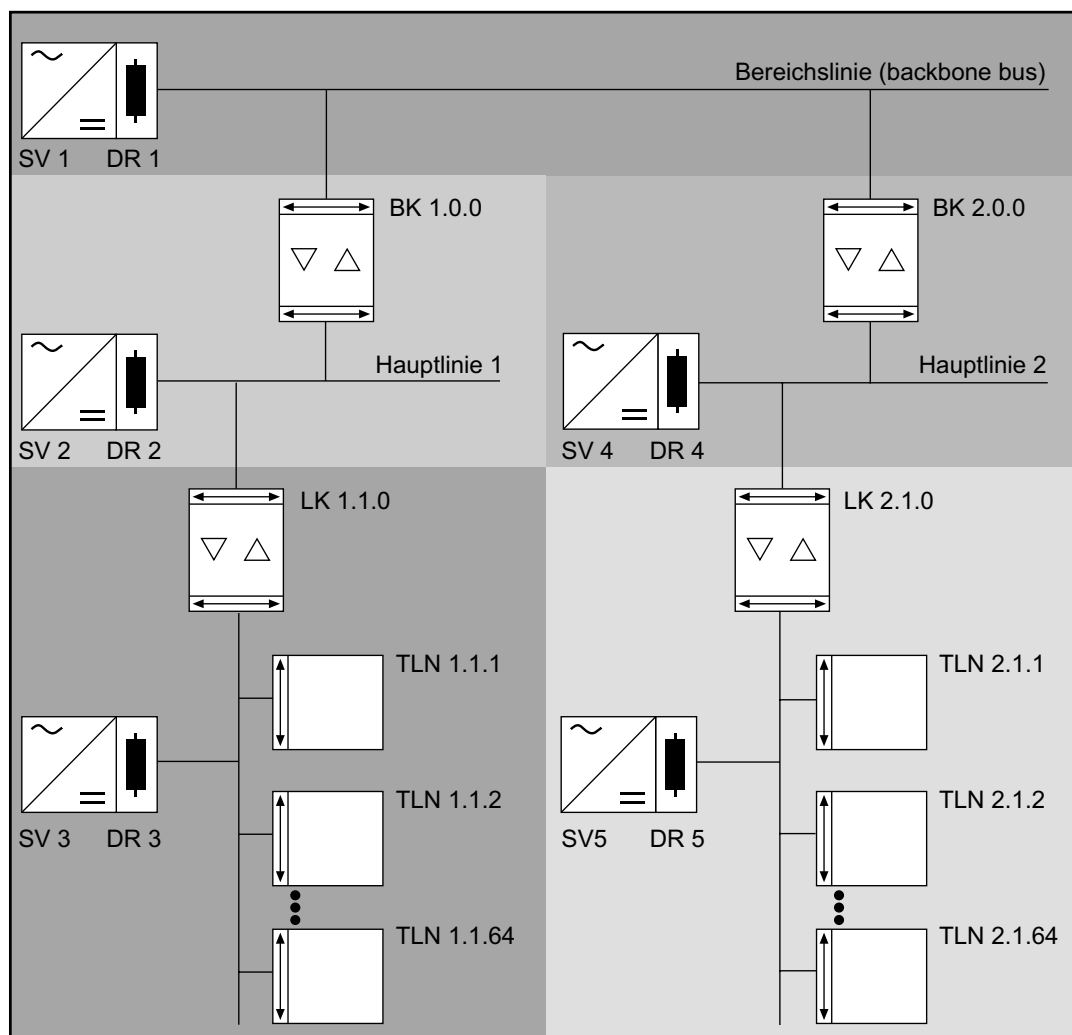 Bereichslinie (backbone bus)
SV 1 DR 1
BK 1.0.0
BK 2.0.0
Hauptlinie 1
Hauptlinie 2
SV 2 DR 2
SV 4 DR 4
LK 1.1.0
LK 2.1.0
TLN 1.1.1
TLN 2.1.1
TLN 1.1.2
TLN 2.1.2
SV 3 DR 3
SV5 DR 5
TLN 1.1.64
TLN 2.1.64